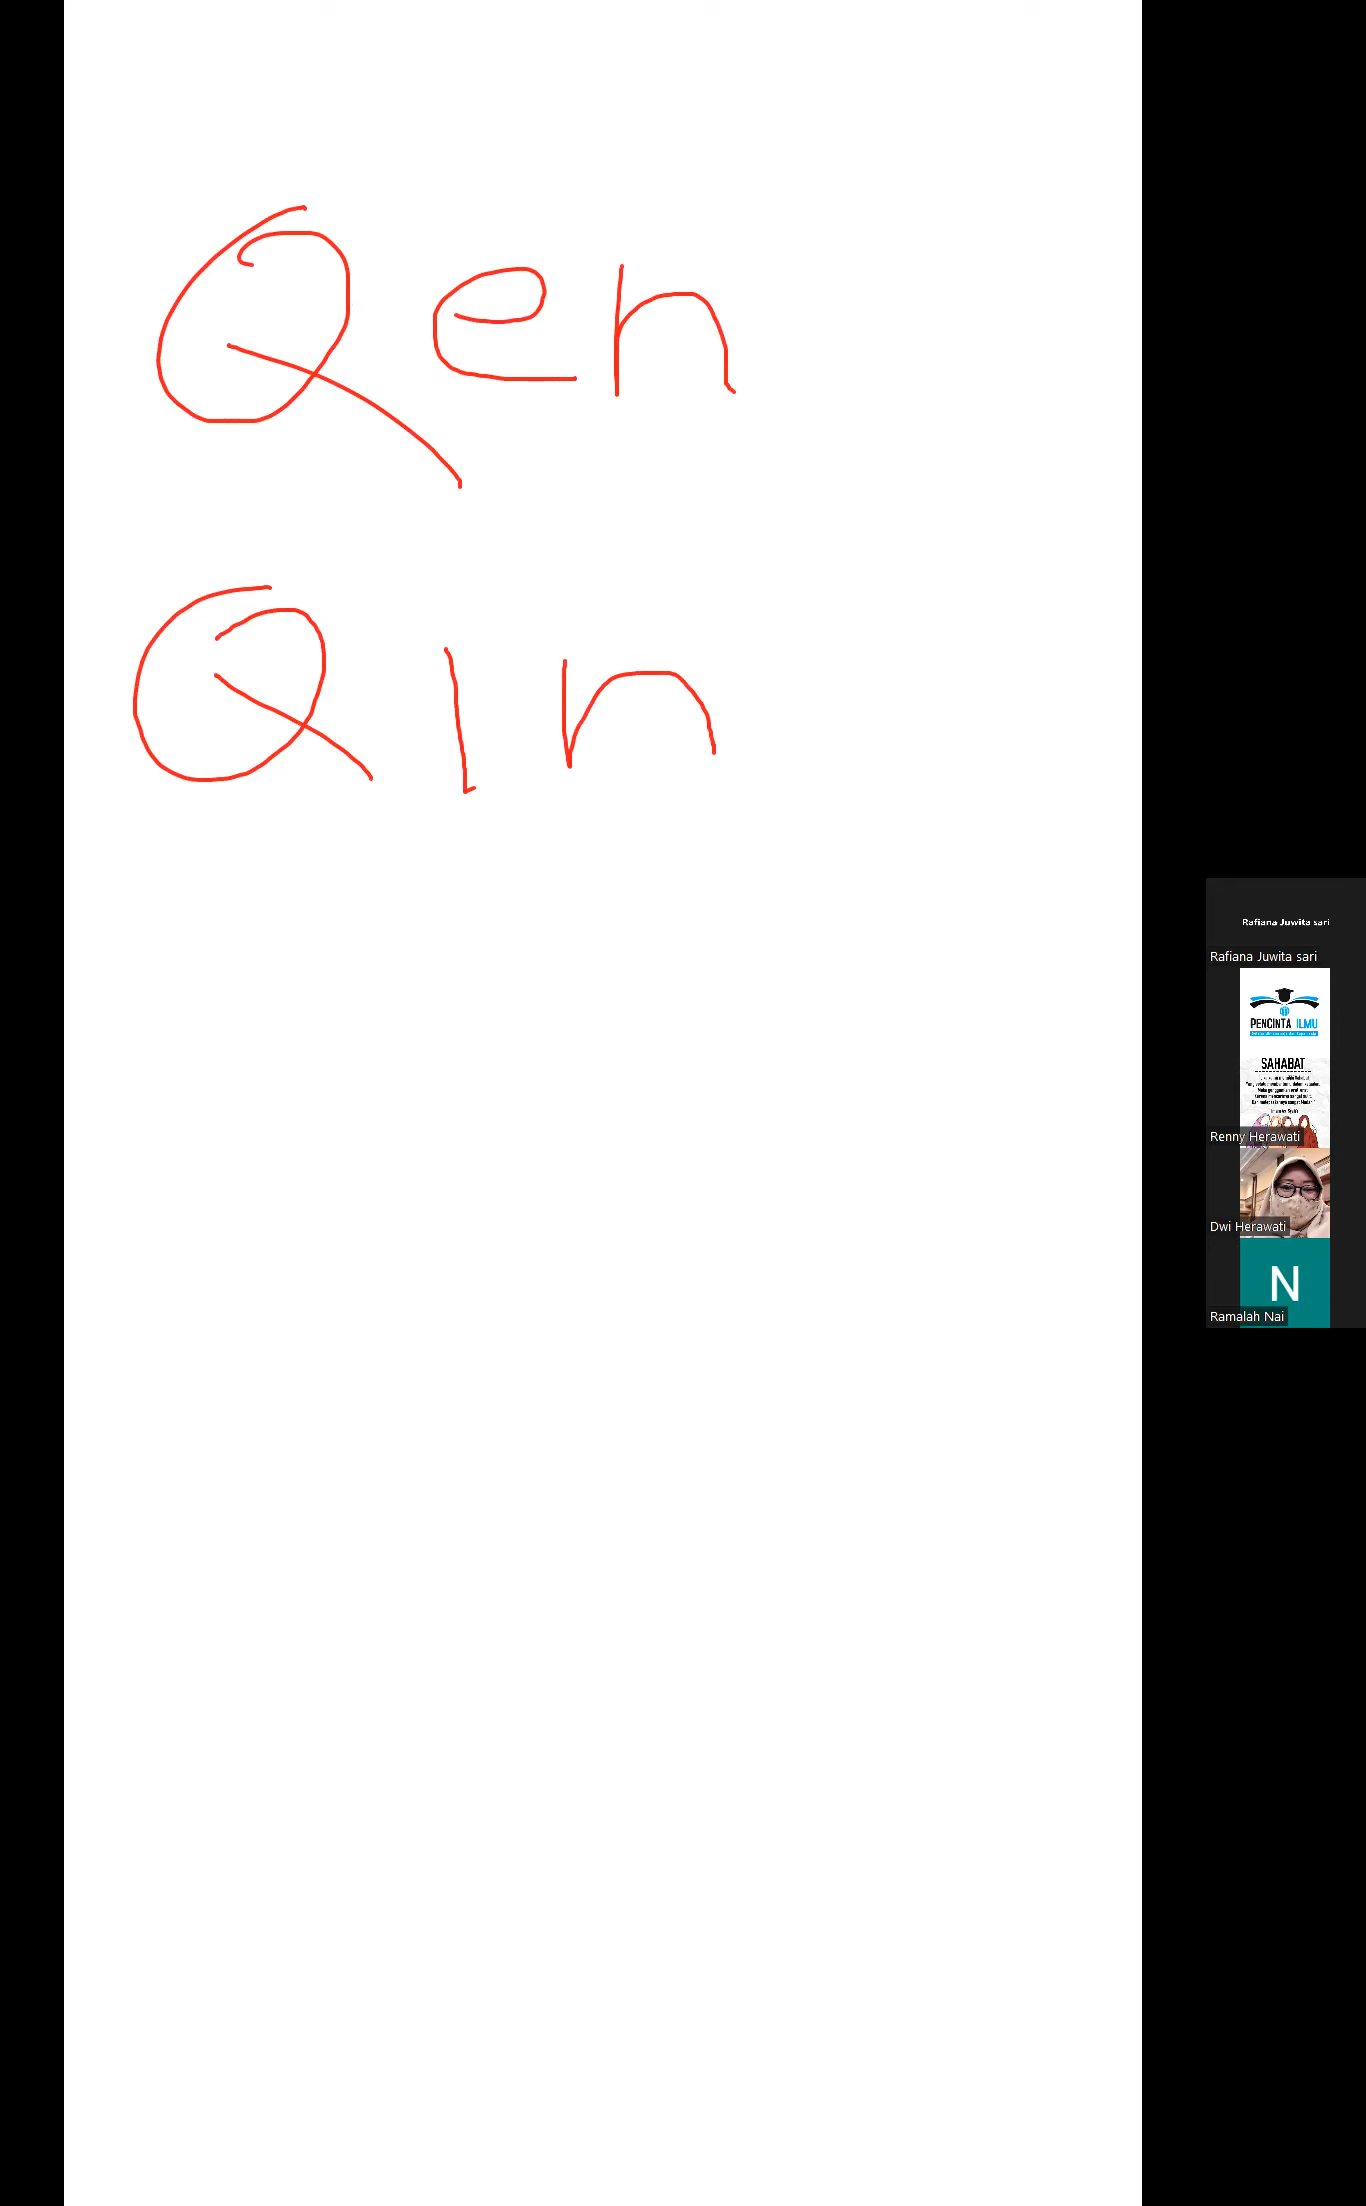 Qen
Qin
Rafiana Juwita sari
Rafiana Juwita sari
PENCINTA ILMU
SAHABAT
Renny Herawati
Dwi Herawati
N
Ramalah Nai